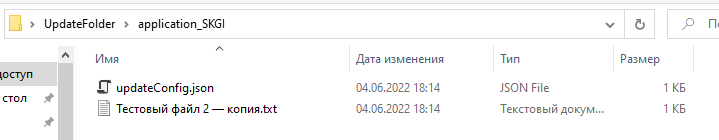 UpdateFolder > application_SKGI
Имя Дата изменения Тип Размер
доступ
updateConfig.json 04.06.2022 18:14 JSON File 1 КБ
стол
Тестовый файл 2 — копия.txt 04.06.2022 18:14 Текстовый докум... 1 КБ